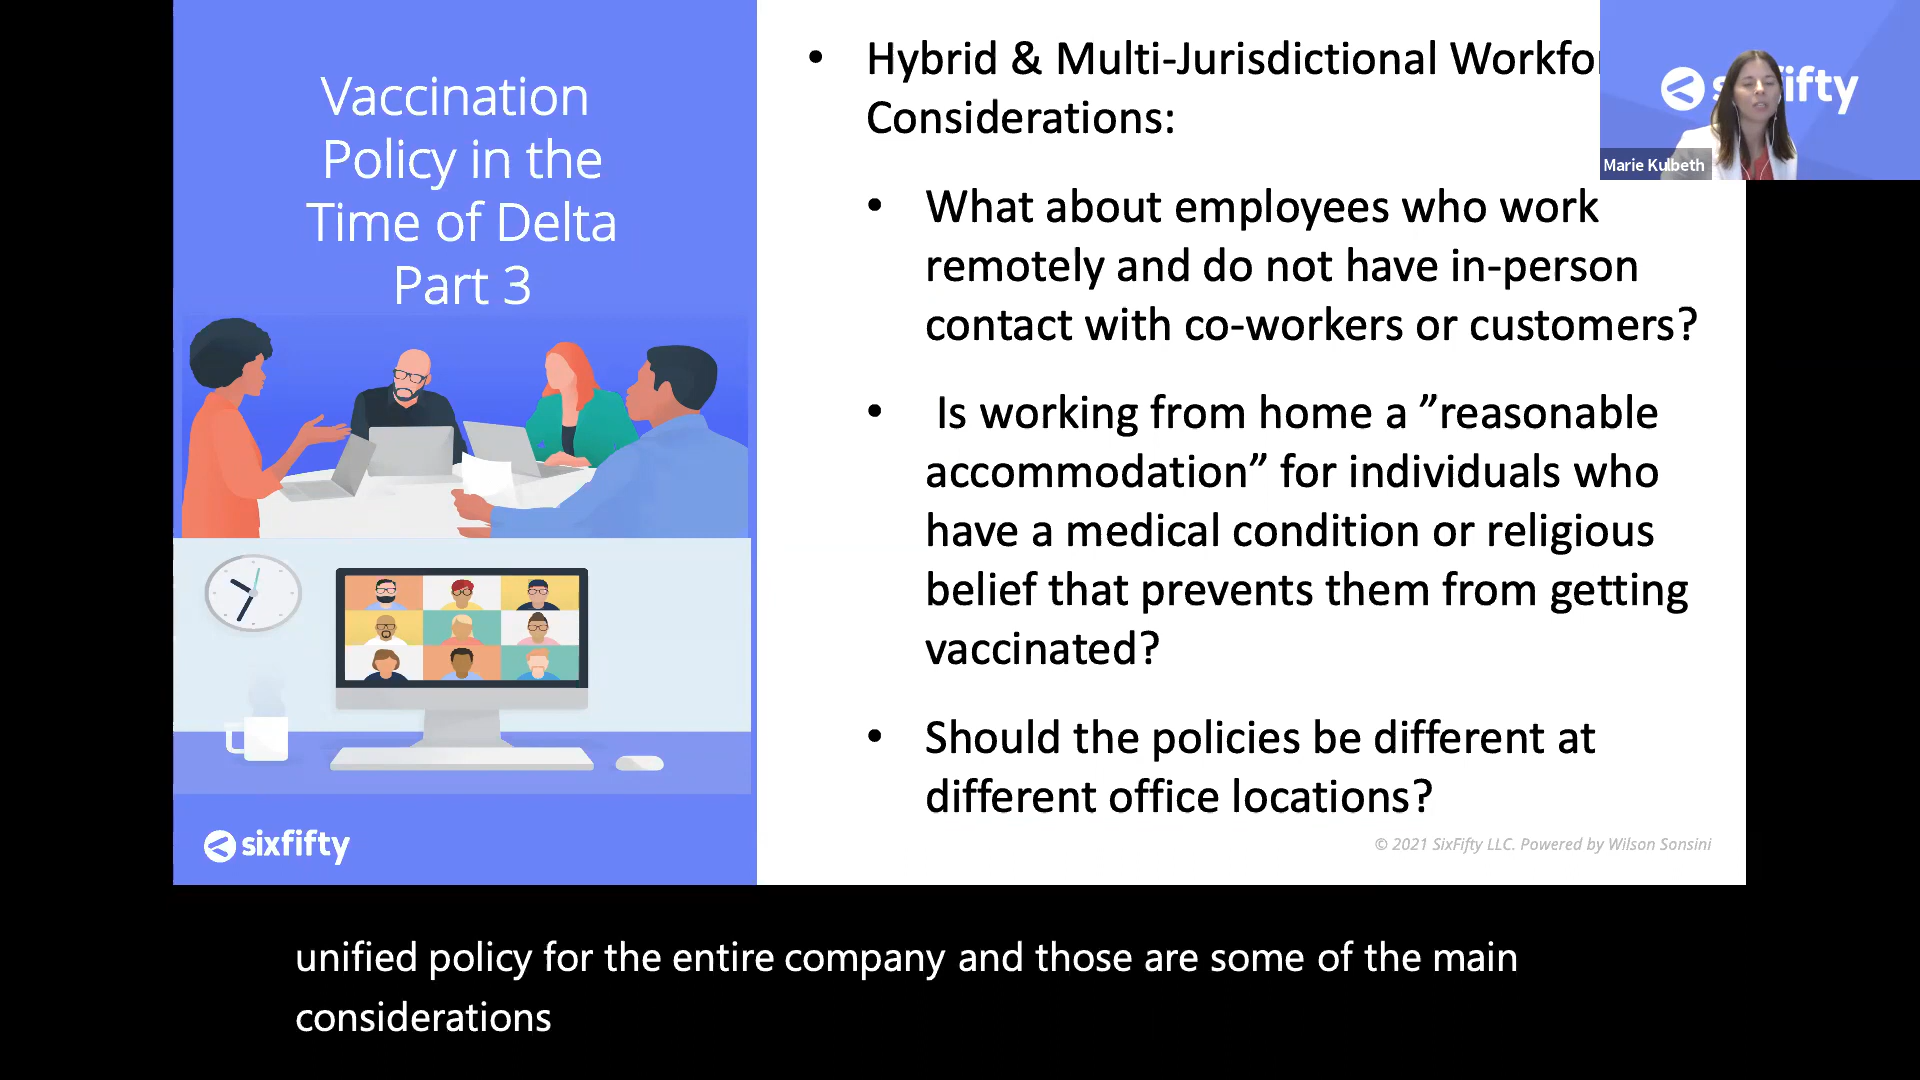 Vaccination
Policy in the
Time of Delta
Part 3
sixfifty
• Hybrid & Multi-Jurisdictional
Considerations:
• What about employees who work
remotely and do not have in-person
contact with co-workers or customers?
• Is working from home a ”reasonable
accommodation” for individuals who
have a medical condition or religious
belief that prevents them from getting
vaccinated?
• Should the policies be different at
different office locations?
© 2021 SixFifty LLC. Powered by Wilson Sonsini
Marie Kulbeth
unified policy for the entire company and those are some of the main
considerations